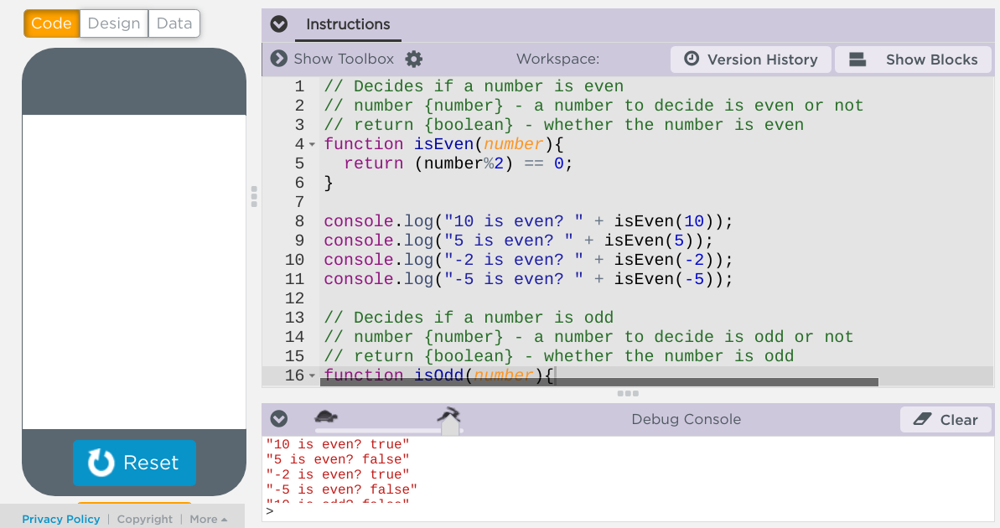 Code Design Data
Instructions
Show Toolbox Workspace: Version History Show Blocks
1 // Decides if a number is even
2 // number {number} - a number to decide is even or not
3 // return {boolean} - whether the number is even
4 function isEven(number){
5 return (number%2) == 0;
6 }
7
8 console.log("10 is even? " + isEven(10));
9 console.log("5 is even? " + isEven(5));
10 console.log("-2 is even? " + isEven(-2));
11 console.log("-5 is even? " + isEven(-5));
12
13 // Decides if a number is odd
14 // number {number} - a number to decide is odd or not
15 // return {boolean} - whether the number is odd
16 function isOdd(number){
Debug Console Clear
"10 is even? true"
"5 is even? false"
"-2 is even? true"
"-5 is even? false"
"10 is odd? false"
>
Reset
Privacy Policy | Copyright | More